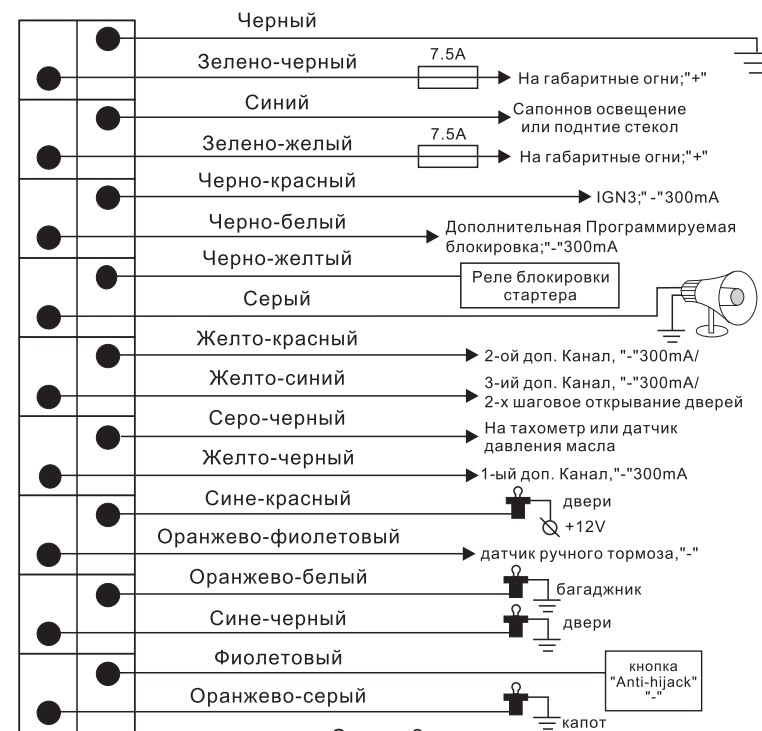 Черный
Зелено-черный
7.5A
На габаритные огни;"+"
Синий
Сапоннов освещение
или поднтие стекол
Зелено-желый
7.5A
На габаритные огни;"+"
Черно-красный
IGN3;" -"300mA
Черно-белый
Дополнительная Программируемая
блокировка;"-"300mA
Черно-желтый
Реле блокировки
стартера
Серый
Желто-красный
2-ой доп. Канал, "-"300mA/
Желто-синий
3-ий доп. Канал, "-"300mA/
2-х шаговое открывание дверей
Серо-черный
На тахометр или датчик
давления масла
Желто-черный
1-ый доп. Канал,"-"300mA
Сине-красный
двери
+12V
Оранжево-фиолетовый
датчик ручного тормоза,"-"
Оранжево-белый
багаджник
Сине-черный
двери
Фиолетовый
кнопка
"Anti-hijack"
"-"
Оранжево-серый
капот